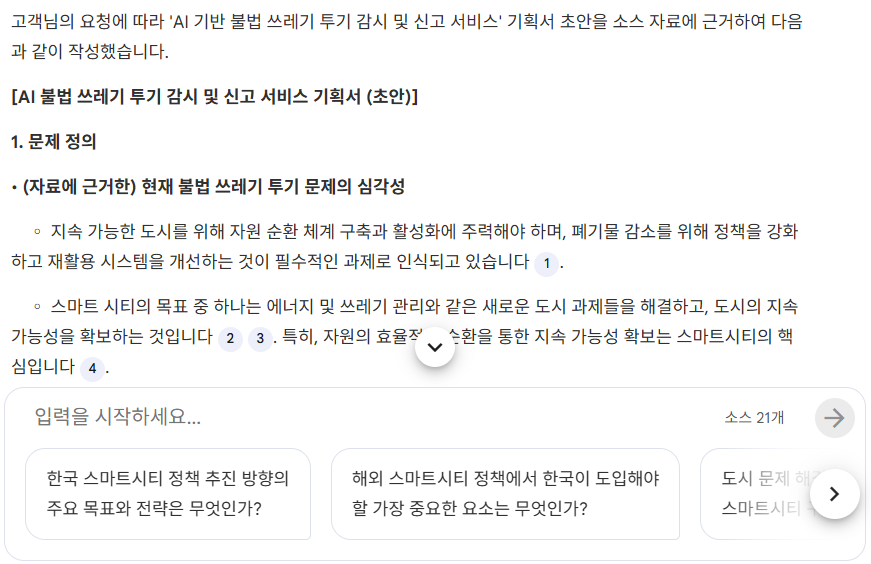 고객님의 요청에 따라 'AI 기반 불법 쓰레기 투기 감시 및 신고 서비스' 기획서 초안을 소스 자료에 근거하여 다음
과 같이 작성했습니다.
[AI 불법 쓰레기 투기 감시 및 신고 서비스 기획서 (초안)]
1. 문제 정의
• (자료에 근거한) 현재 불법 쓰레기 투기 문제의 심각성
◦ 지속 가능한 도시를 위해 자원 순환 체계 구축과 활성화에 주력해야 하며, 폐기물 감소를 위해 정책을 강화
하고 재활용 시스템을 개선하는 것이 필수적인 과제로 인식되고 있습니다 1.
◦ 스마트 시티의 목표 중 하나는 에너지 및 쓰레기 관리와 같은 새로운 도시 과제들을 해결하고, 도시의 지속
가능성을 확보하는 것입니다 2 3. 특히, 자원의 지속 가능성 확보는 스마트시티의 핵
심입니다 4.
입력을 시작하세요...
소스 21개
한국 스마트시티 정책 추진 방향의
주요 목표와 전략은 무엇인가?
해외 스마트시티 정책에서 한국이 도입해야
할 가장 중요한 요소는 무엇인가?
도시 문제
스마트시티